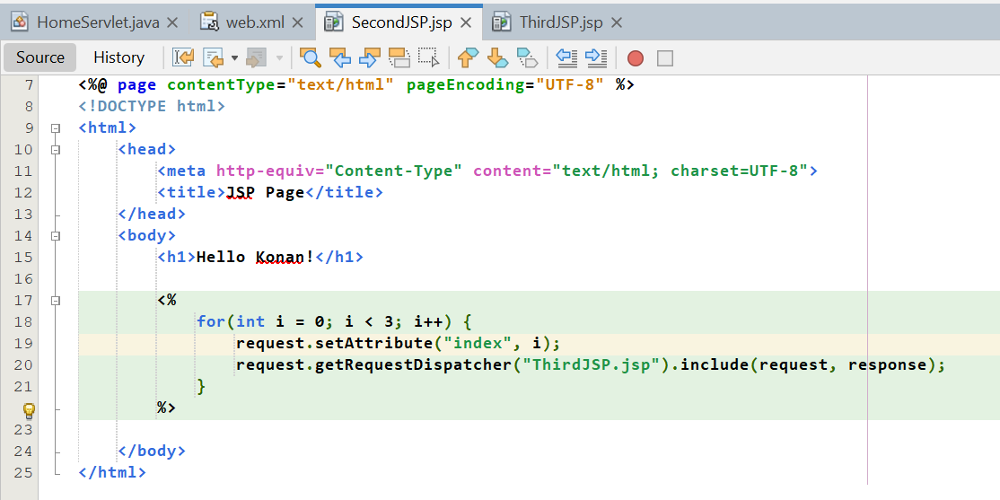 HomeServlet.java web.xml SecondJSP.jsp ThirdJSP.jsp
Source History
7 <%@ page contentType="text/html" pageEncoding="UTF-8" %>
8 <!DOCTYPE html>
9 <html>
10 <head>
11 <meta http-equiv="Content-Type" content="text/html; charset=UTF-8">
12 <title>JSP Page</title>
13 </head>
14 <body>
15 <h1>Hello Konan!</h1>
16
17 <%
18 for(int i = 0; i < 3; i++) {
19 request.setAttribute("index", i);
20 request.getRequestDispatcher("ThirdJSP.jsp").include(request, response);
21 }
%>
23
24 </body>
25 </html>